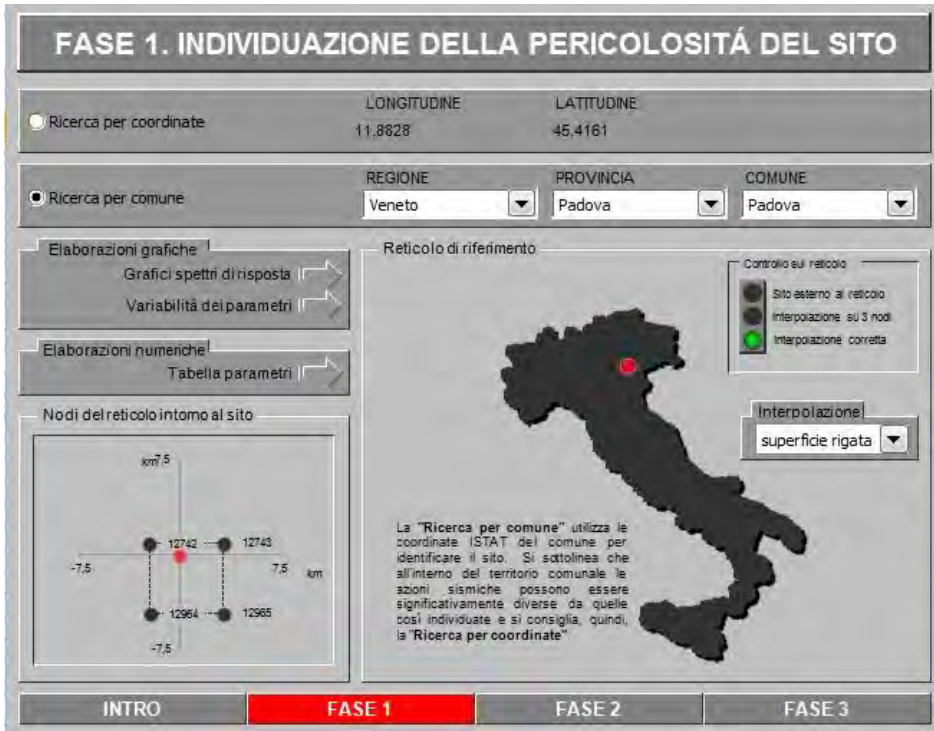 FASE 1. INDIVIDUAZIONE DELLA PERICOLOSITÁ DEL SITO
Ricerca per coordinate
LONGITUDINE
11,8828
LATITUDINE
45,4161
Ricerca per comune
REGIONE
Veneto
PROVINCIA
Padova
COMUNE
Padova
Elaborazioni grafiche
Grafici spettri di risposta
Variabilità dei parametri
Elaborazioni numeriche
Tabella parametri
Nodi del reticolo intorno al sito
km 7,5
12742
12743
-7,5
7,5
km
12964
12965
-7,5
Reticolo di riferimento
Controllo sul reticolo
Sito esterno al reticolo
Interpolazione su 3 nodi
Interpolazione corretta
Interpolazione
superficie rigata
La "Ricerca per comune" utilizza le
coordinate ISTAT del comune per
identificare il sito. Si sottolinea che
all'interno del territorio comunale le
azioni sismiche possono essere
significativamente diverse da quelle
così individuate e si consiglia, quindi,
la "Ricerca per coordinate"
INTRO
FASE 1
FASE 2
FASE 3